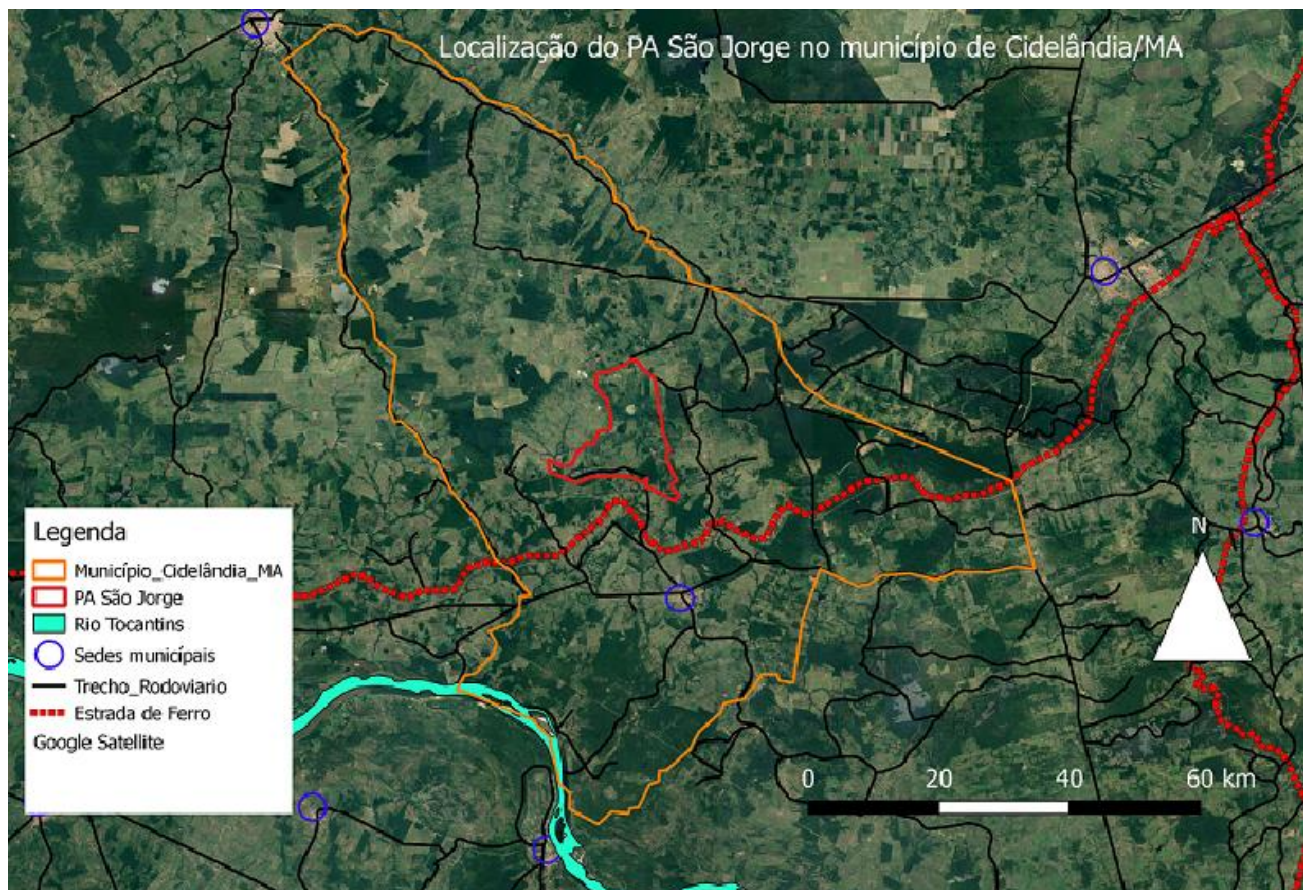 Localização do PA São Jorge no município de Cidelândia/MA
N
Legenda
Município_Cidelândia_MA
PA São Jorge
Rio Tocantins
Sedes municípais
Trecho_Rodoviario
Estrada de Ferro
Google Satellite
0 20 40 60 km